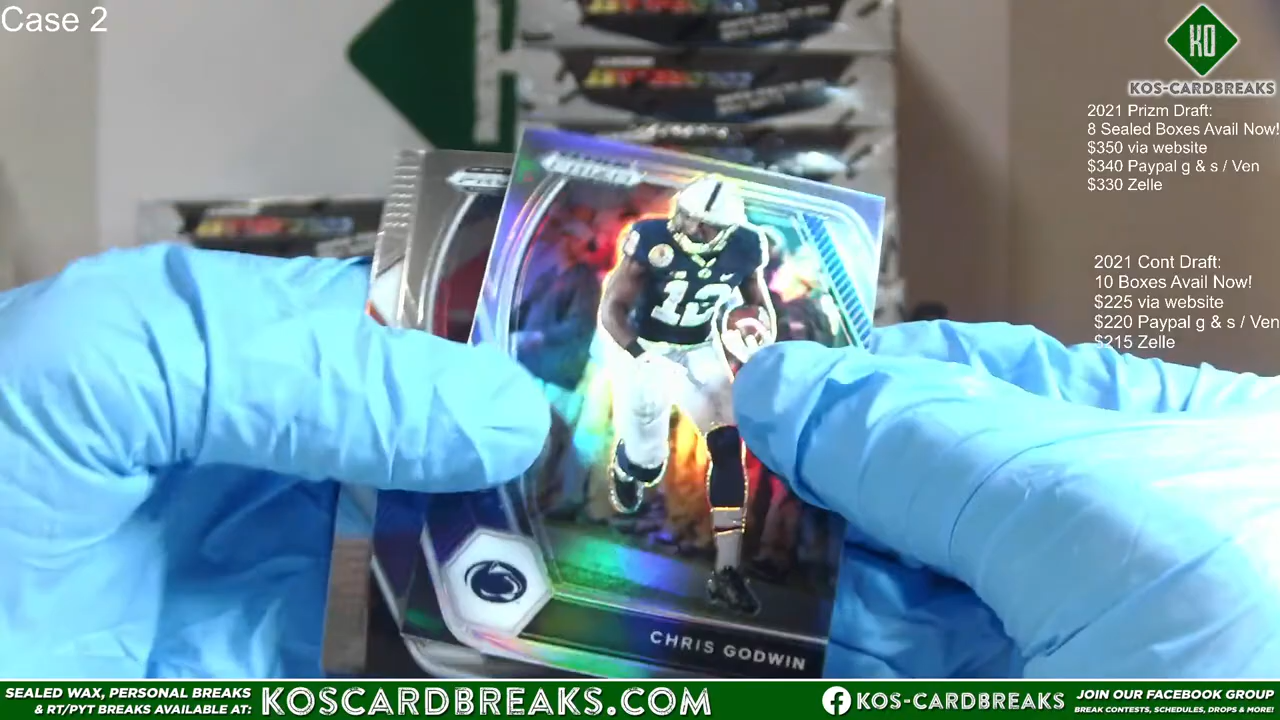 Case 2
KO
KOS-CARDBREAKS
2021 Prizm Draft:
8 Sealed Boxes Avail Now!
$350 via website
$340 Paypal g & s / Ven
$330 Zelle
2021 Cont Draft:
10 Boxes Avail Now!
$225 via website
$220 Paypal g & s / Ven
$215 Zelle
12
CHRIS GODWIN
SEALED WAX, PERSONAL BREAKS
& RT/PYT BREAKS AVAILABLE AT:
KOSCARDBREAKS.COM
KOS-CARDBREAKS
JOIN OUR FACEBOOK GROUP
BREAK CONTESTS, SCHEDULES, DROPS & MORE!